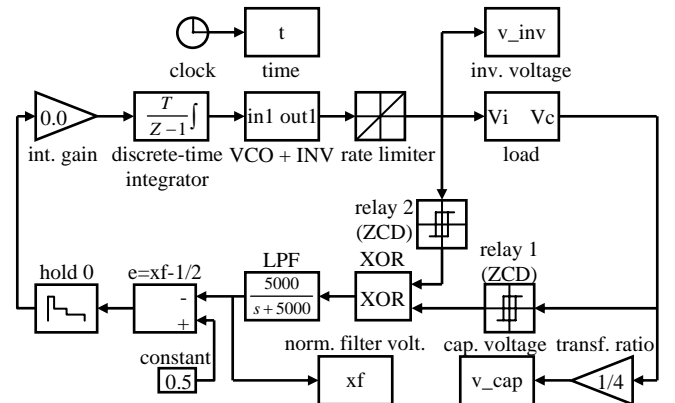 t
v_inv
clock
time
inv. voltage
0.0
T
Z − 1
∫
in1 out1
Vi Vc
int. gain
discrete-time
integrator
VCO + INV
rate limiter
load
relay 2
(ZCD)
relay 1
(ZCD)
hold 0
e=xf-1/2
LPF
XOR
-
+
5000
s + 5000
XOR
constant
0.5
norm. filter volt.
xf
cap. voltage
v_cap
transf. ratio
1/4